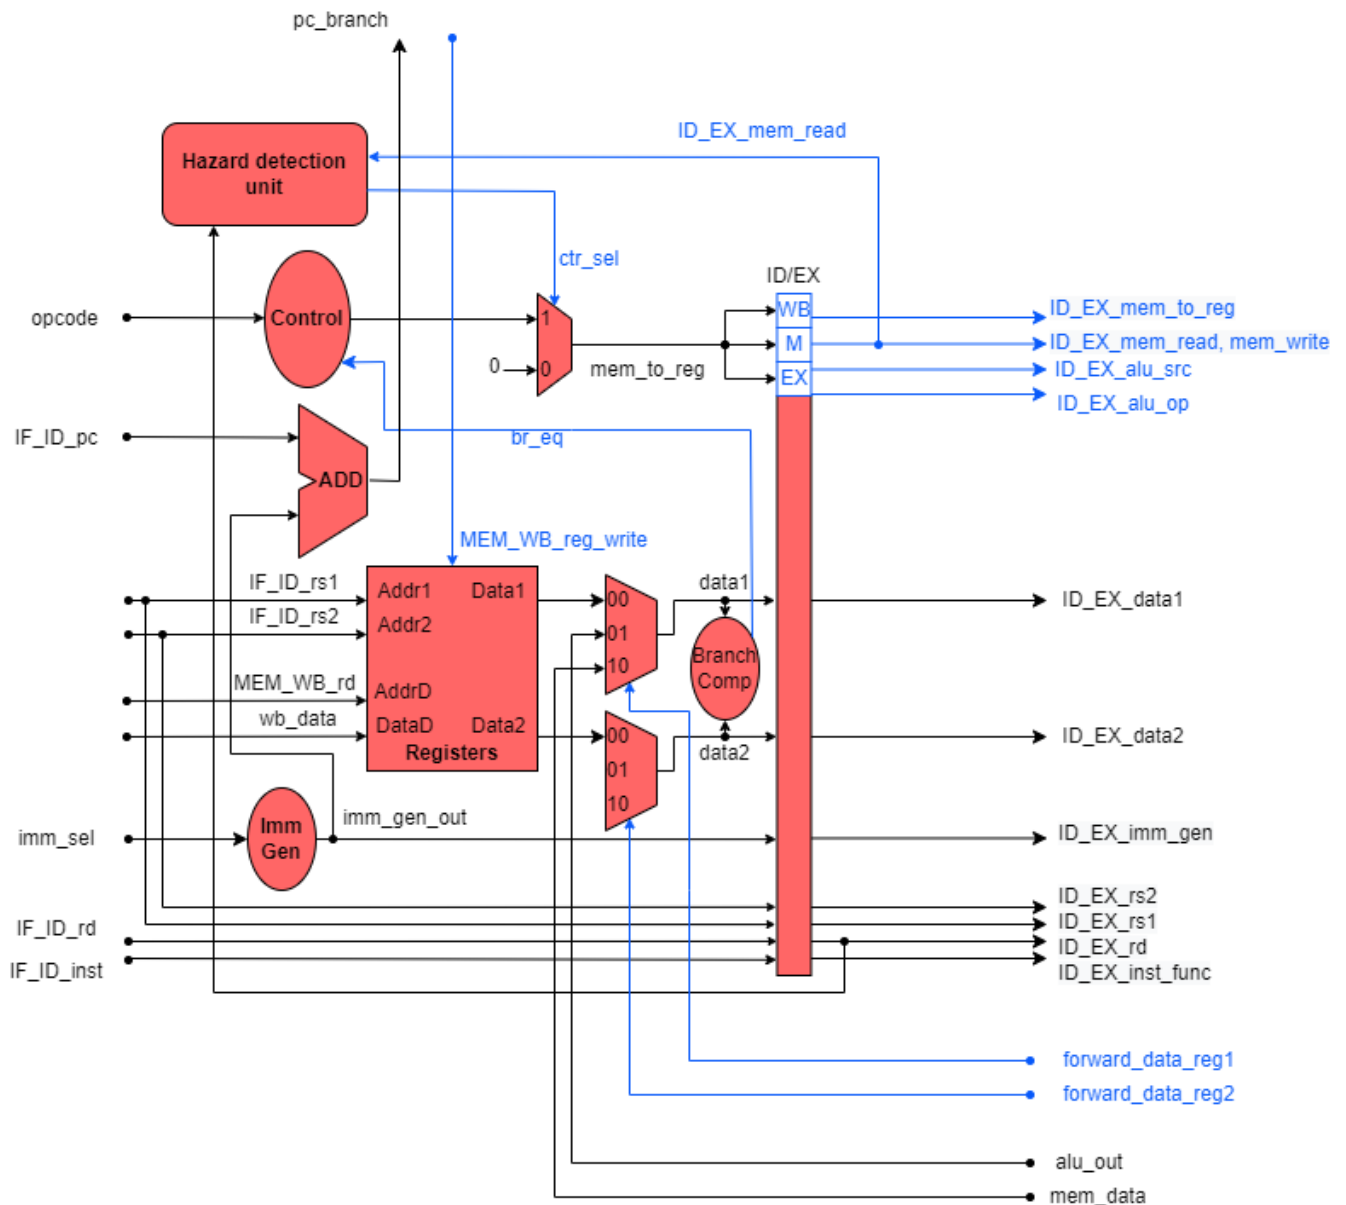 pc_branch
ID_EX_mem_read
Hazard detection
unit
ctr_sel
ID/EX
opcode
Control
1
WB
ID_EX_mem_to_reg
M
ID_EX_mem_read, mem_write
0
0
mem_to_reg
EX
ID_EX_alu_src
ID_EX_alu_op
IF_ID_pc
br_eq
ADD
MEM_WB_reg_write
IF_ID_rs1
Addr1
Data1
00
data1
ID_EX_data1
IF_ID_rs2
Addr2
01
10
Branch
Comp
MEM_WB_rd
AddrD
wb_data
DataD
Data2
00
ID_EX_data2
Registers
data2
01
10
imm_sel
Imm
Gen
imm_gen_out
ID_EX_imm_gen
ID_EX_rs2
ID_EX_rs1
IF_ID_rd
ID_EX_rd
IF_ID_inst
ID_EX_inst_func
forward_data_reg1
forward_data_reg2
alu_out
mem_data